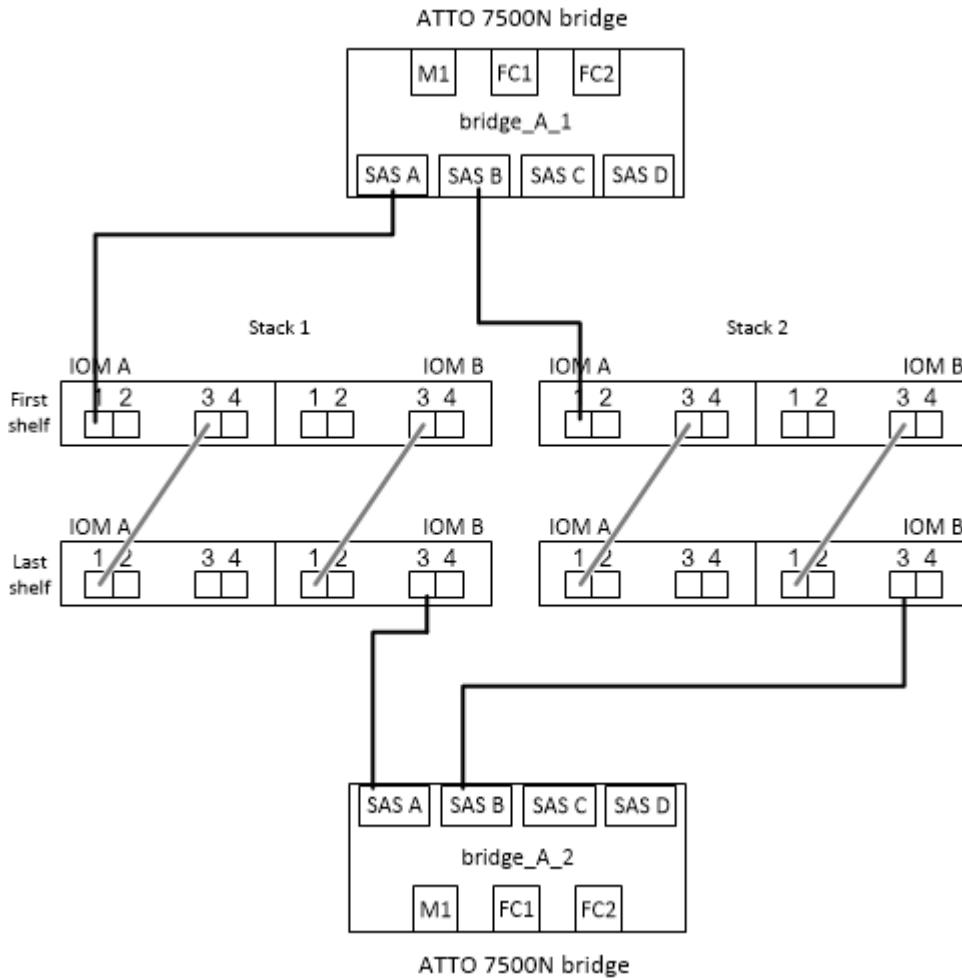 ATTO 7500N bridge
M1 FC1 FC2
bridge_A_1
SAS A SAS B SAS C SAS D
Stack 1 Stack 2
IOM A IOM B IOM A IOM B
First shelf 1 2 3 4 1 2 3 4 1 2 3 4 1 2 3 4
IOM A IOM B IOM A IOM B
Last shelf 1 2 3 4 1 2 3 4 1 2 3 4 1 2 3 4
SAS A SAS B SAS C SAS D
bridge_A_2
M1 FC1 FC2
ATTO 7500N bridge